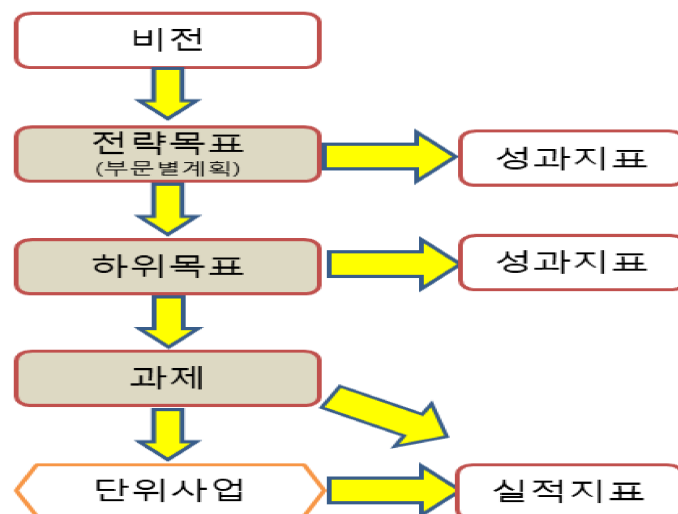 비전
전략목표
(부문별계획)
성과지표
하위목표
성과지표
과제
단위사업
실적지표